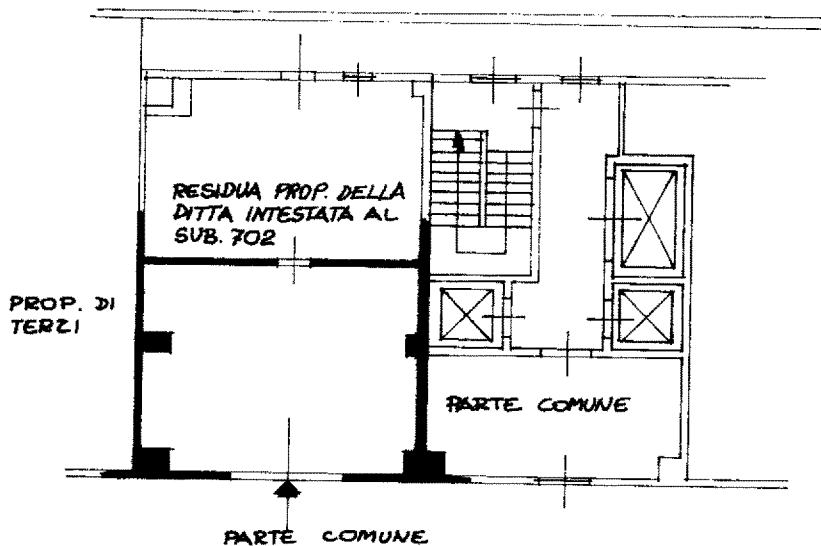 RESIDUA PROP. DELLA
DITTA INTESTATA AL
SUB. 702
PROP. DI
TERZI
PARTE COMUNE
PARTE COMUNE